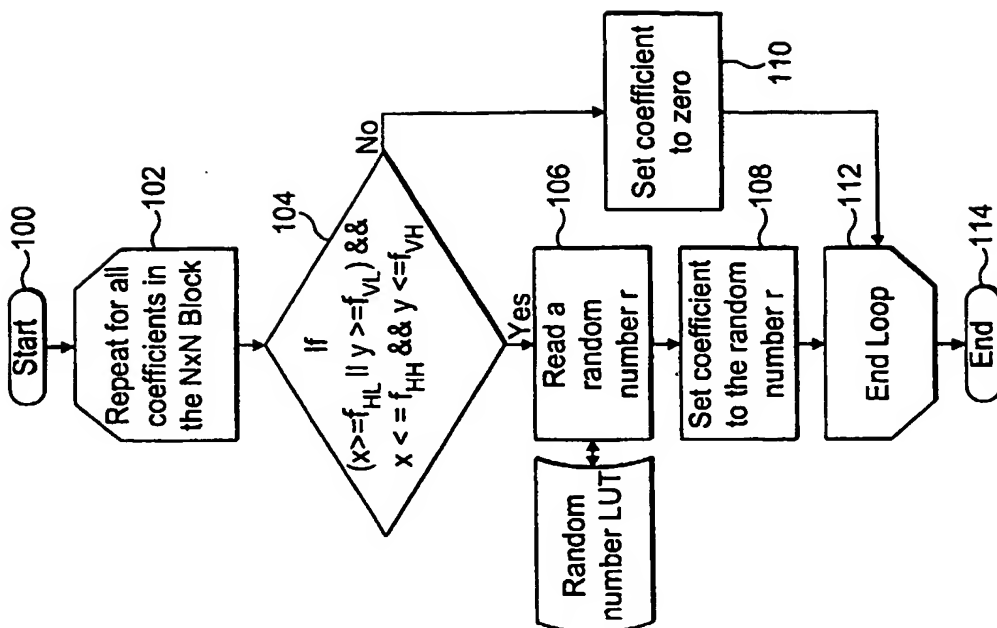 Start
100
Repeat for all
coefficients in
the NxN Block
102
104
If
(x>=f_HL || y >=f_VL) &&
x < = f_HH && y <=f_VH
No
Yes
Set coefficient
to zero
110
Random
number LUT
Read a
random
number r
106
Set coefficient
to the random
number r
108
End Loop
112
End
114